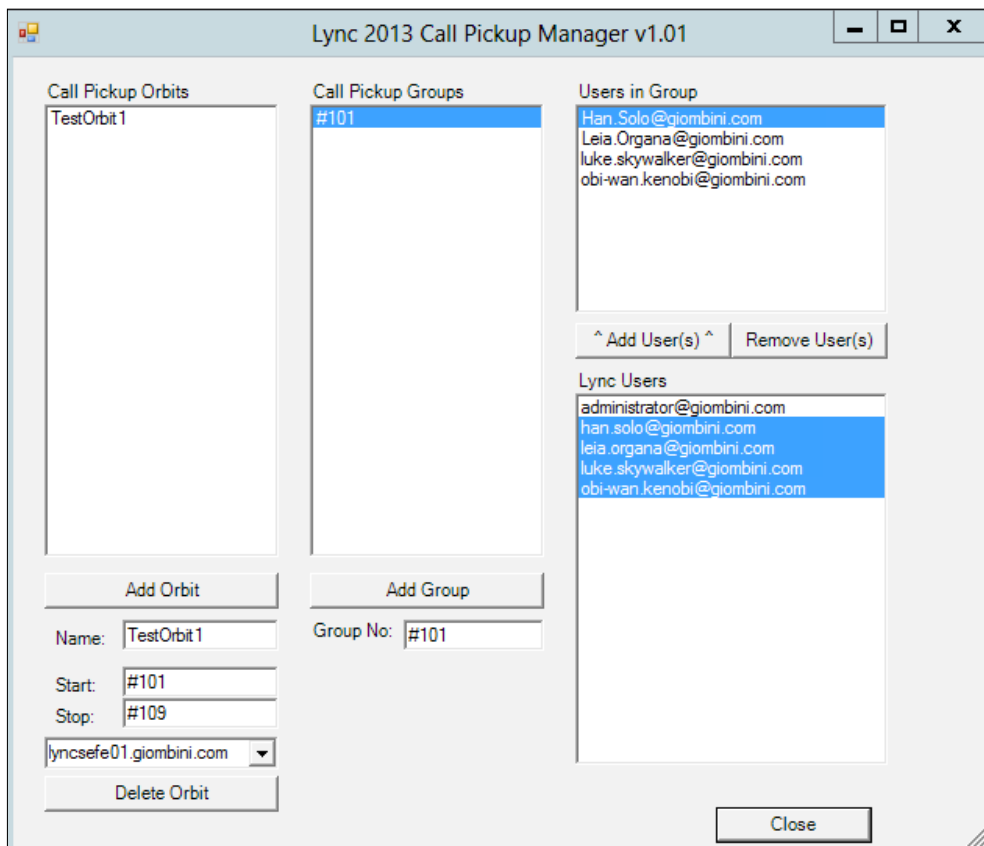 Lync 2013 Call Pickup Manager v1.01
Call Pickup Orbits
TestOrbit1
Add Orbit
Name: TestOrbit1
Start: #101
Stop: #109
lyncsefe01.giombini.com
Delete Orbit
Call Pickup Groups
#101
Add Group
Group No: #101
Users in Group
Han.Solo@giombini.com
Leia.Organa@giombini.com
luke.skywalker@giombini.com
obi-wan.kenobi@giombini.com
^ Add User(s) ^ Remove User(s)
Lync Users
administrator@giombini.com
han.solo@giombini.com
leia.organa@giombini.com
luke.skywalker@giombini.com
obi-wan.kenobi@giombini.com
Close